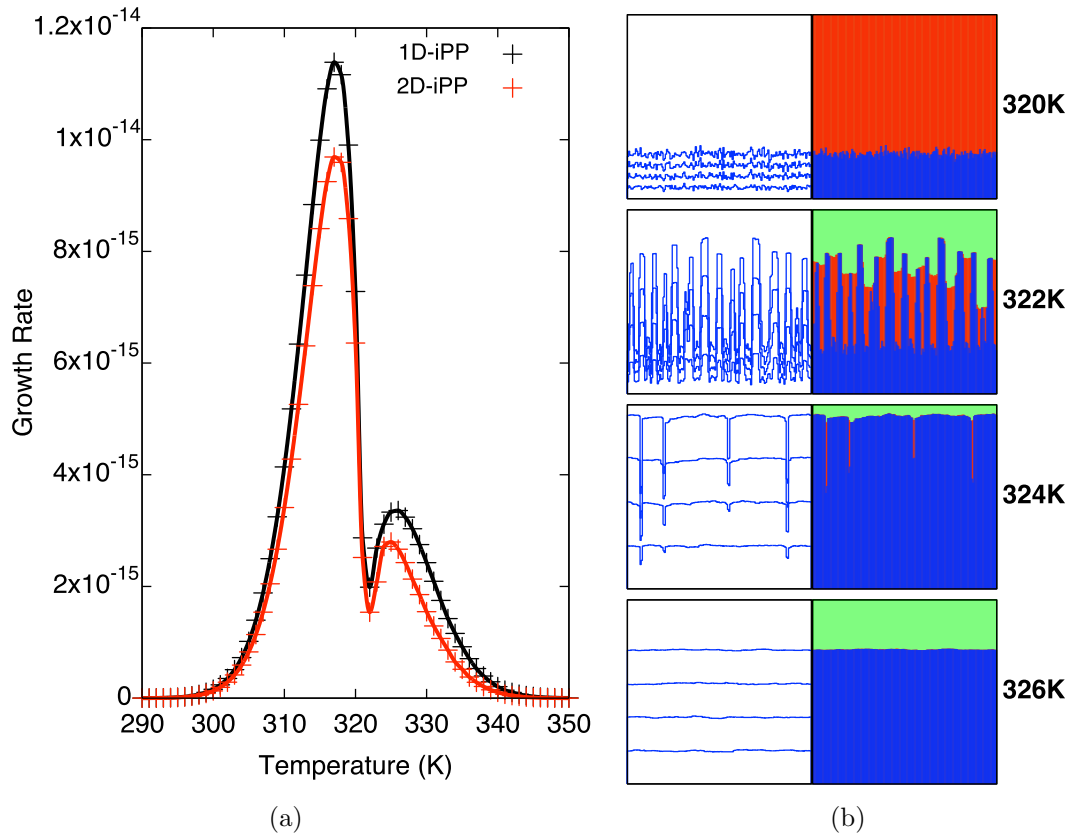 1.2x10-14
1x10-14
8x10-15
6x10-15
4x10-15
2x10-15
0
Growth Rate
1D-iPP
2D-iPP
290 300 310 320 330 340 350
Temperature (K)
(a)
320K
322K
324K
326K
(b)